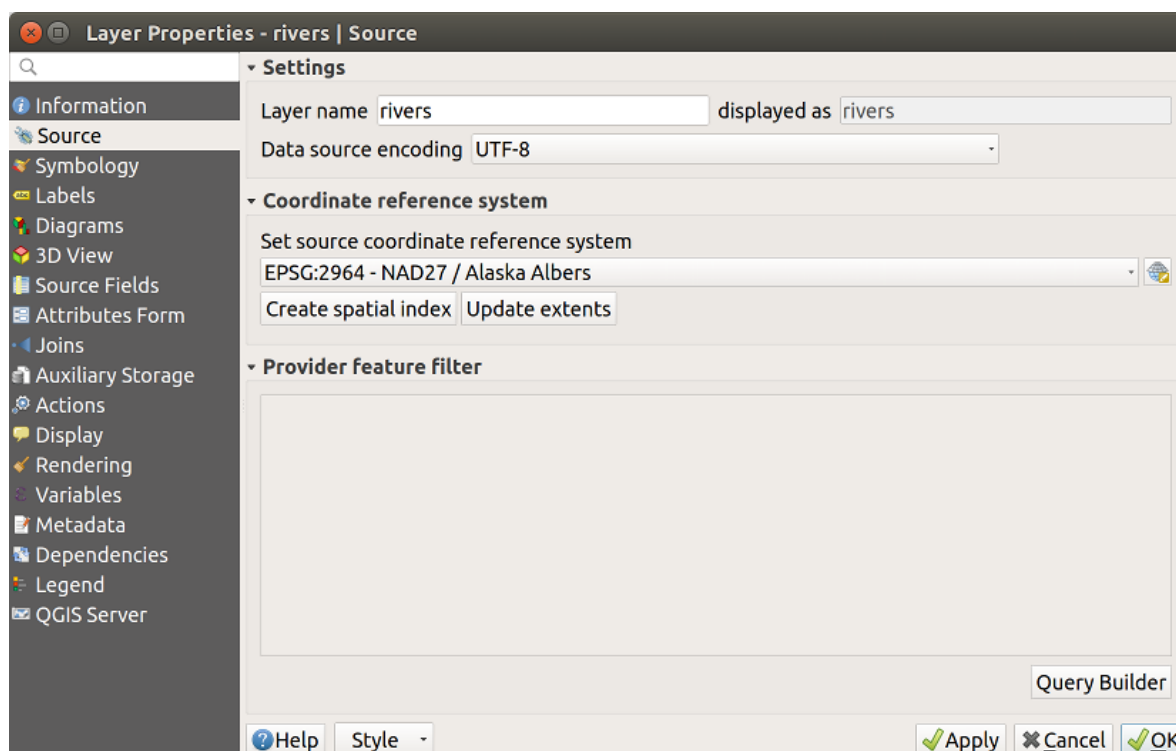 Layer Properties - rivers | Source
Information
Source
Symbology
Labels
Diagrams
3D View
Source Fields
Attributes Form
Joins
Auxiliary Storage
Actions
Display
Rendering
Variables
Metadata
Dependencies
Legend
QGIS Server
Settings
Layer name rivers displayed as rivers
Data source encoding UTF-8
Coordinate reference system
Set source coordinate reference system
EPSG:2964 - NAD27 / Alaska Albers
Create spatial index Update extents
Provider feature filter
Query Builder
Help Style Apply Cancel OK